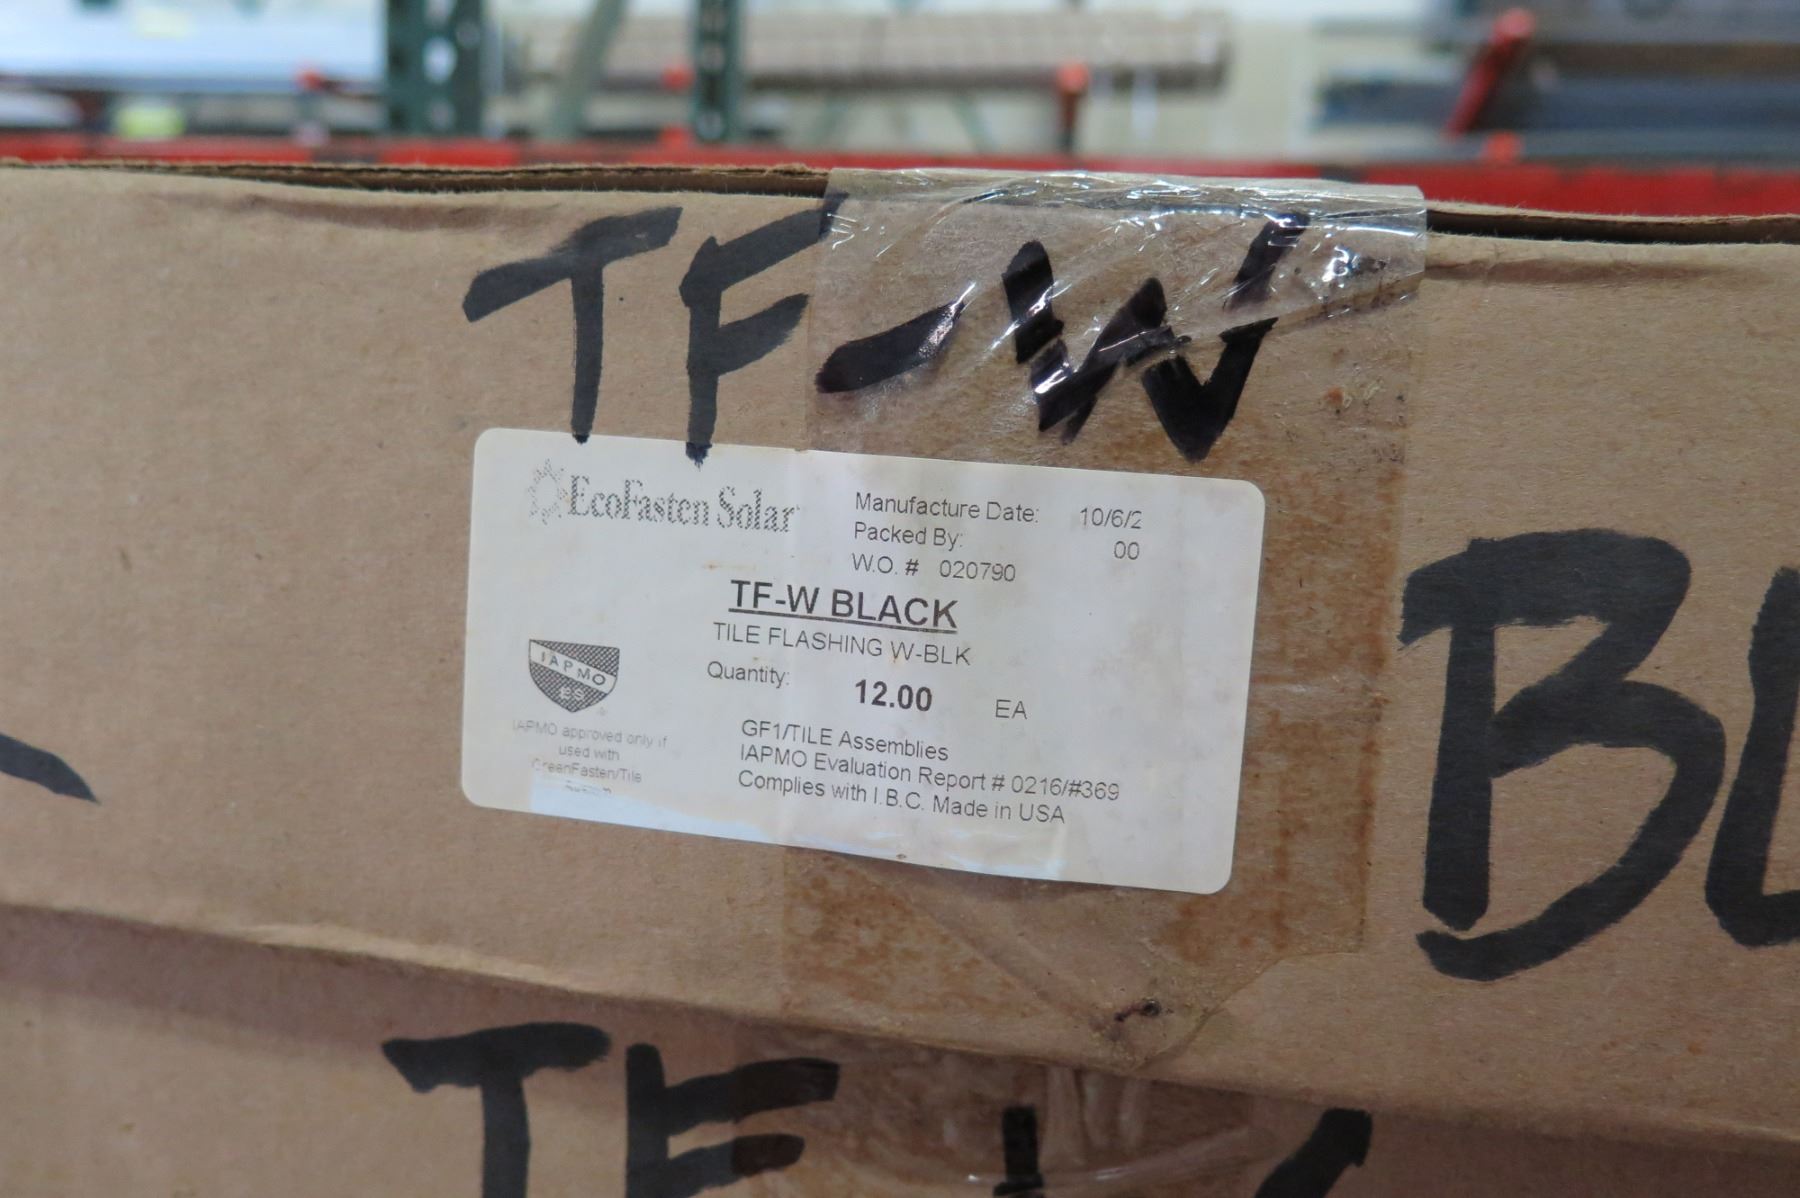 TF-W
EcoFasten Solar
Manufacture Date: 10/6/2
Packed By: 00
W.O. # 020790
TF-W BLACK
TILE FLASHING W-BLK
Quantity: 12.00 EA
IAPMO
ES
IAPMO approved only if
used with
GreenFasten/Tile
GF1/TILE Assemblies
IAPMO Evaluation Report # 0216/#369
Complies with I.B.C. Made in USA
BL
TF